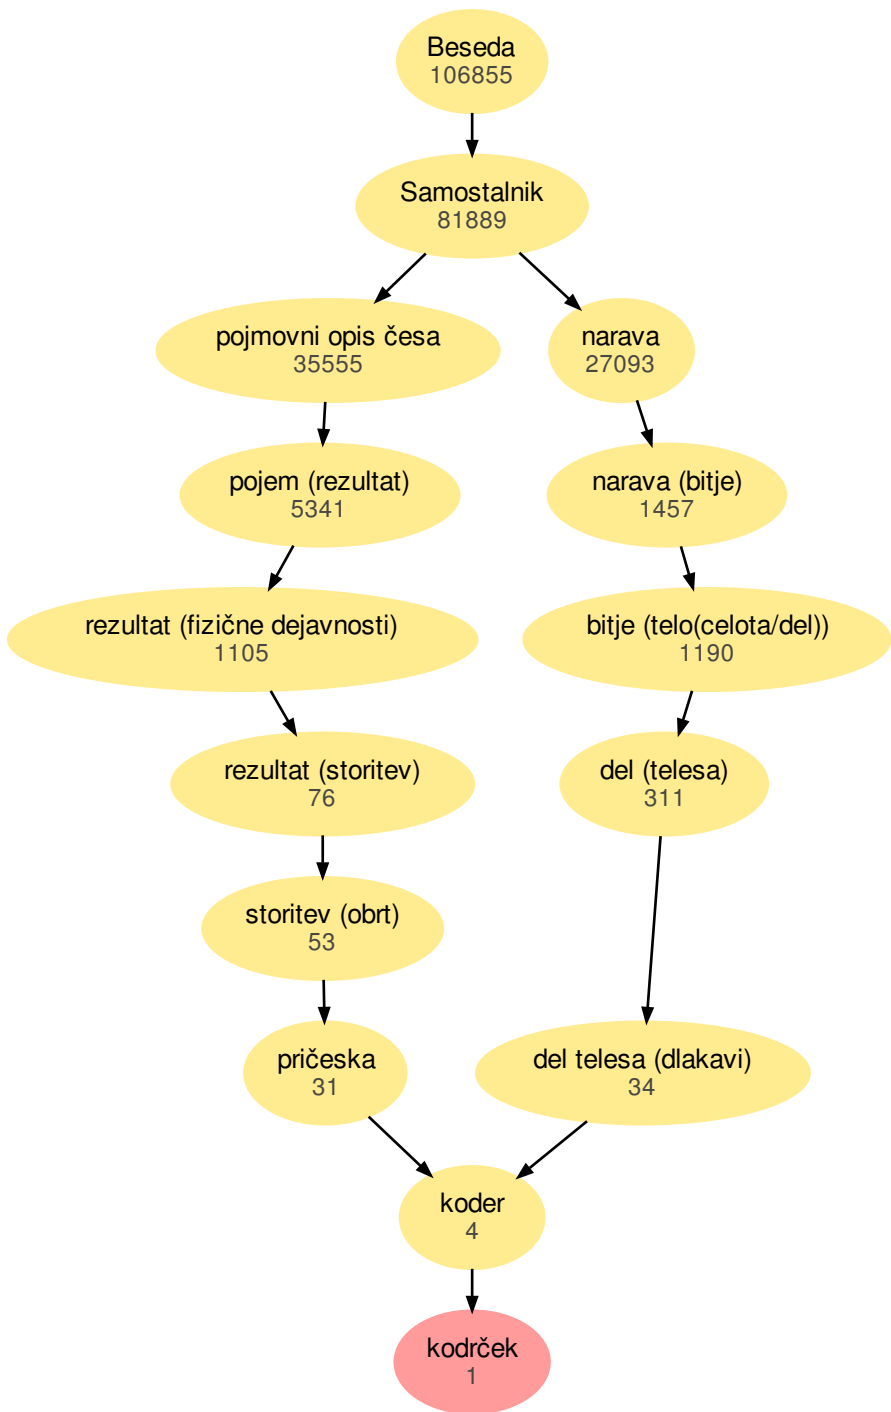 Beseda
106855
Samostalnik
81889
pojmovni opis česa
35555
narava
27093
pojem (rezultat)
5341
narava (bitje)
1457
rezultat (fizične dejavnosti)
1105
bitje (telo(celota/del))
1190
rezultat (storitev)
76
del (telesa)
311
storitev (obrt)
53
pričeska
31
del telesa (dlakavi)
34
koder
4
kodrček
1